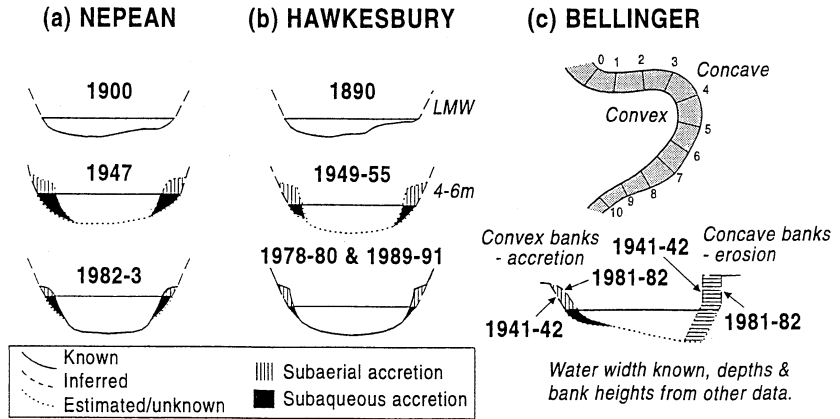 (a) NEPEAN
1900
1947
1982-3
(b) HAWKESBURY
1890
LMW
1949-55
4-6m
1978-80 & 1989-91
(c) BELLINGER
0
1
2
3
4
5
6
7
8
9
10
Concave
Convex
Convex banks
- accretion
1941-42
1981-82
Concave banks
- erosion
1941-42
1981-82
Water width known, depths &
bank heights from other data.
Known
Inferred
Estimated/unknown
Subaerial accretion
Subaqueous accretion